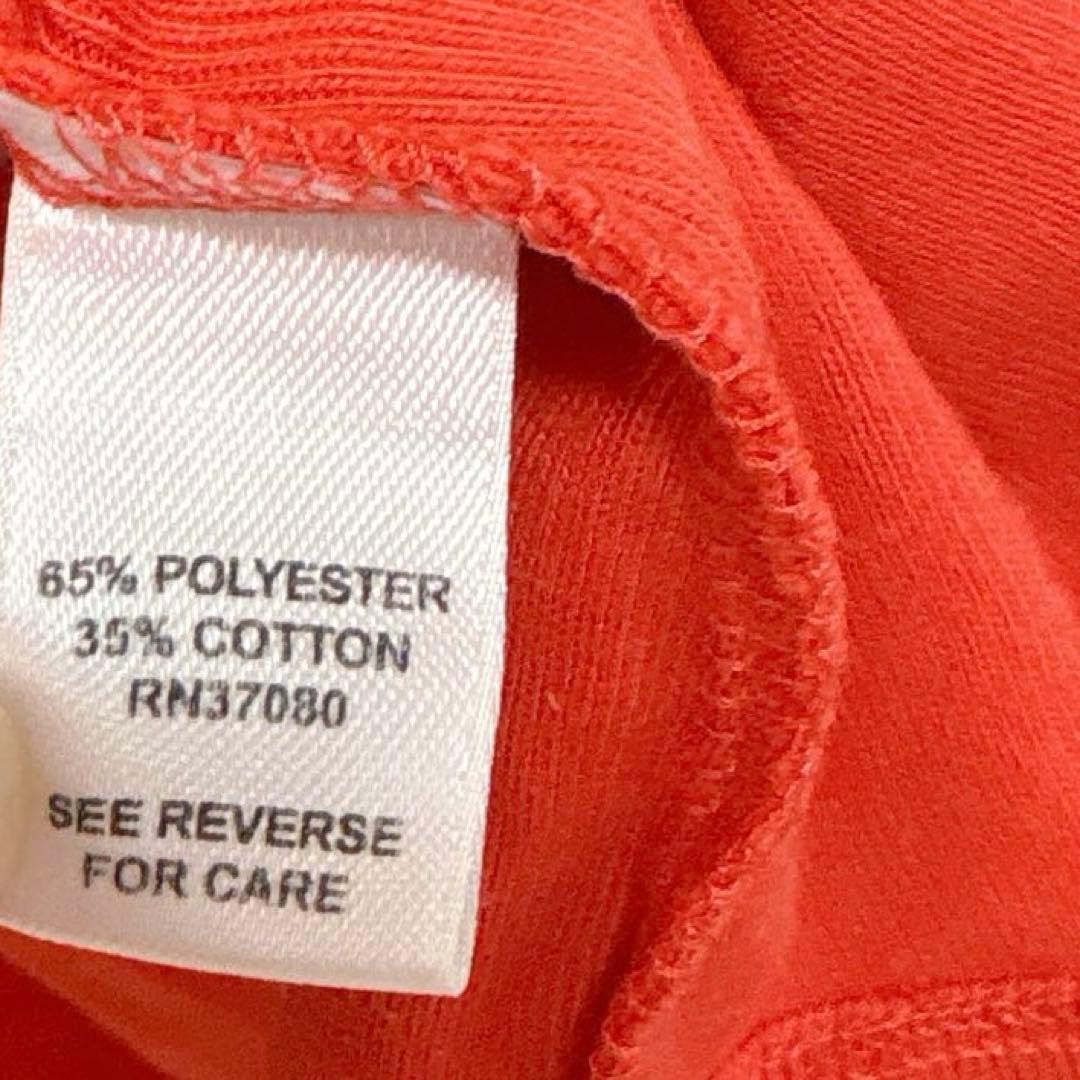 65% POLYESTER
35% COTTON
RN37080
SEE REVERSE
FOR CARE